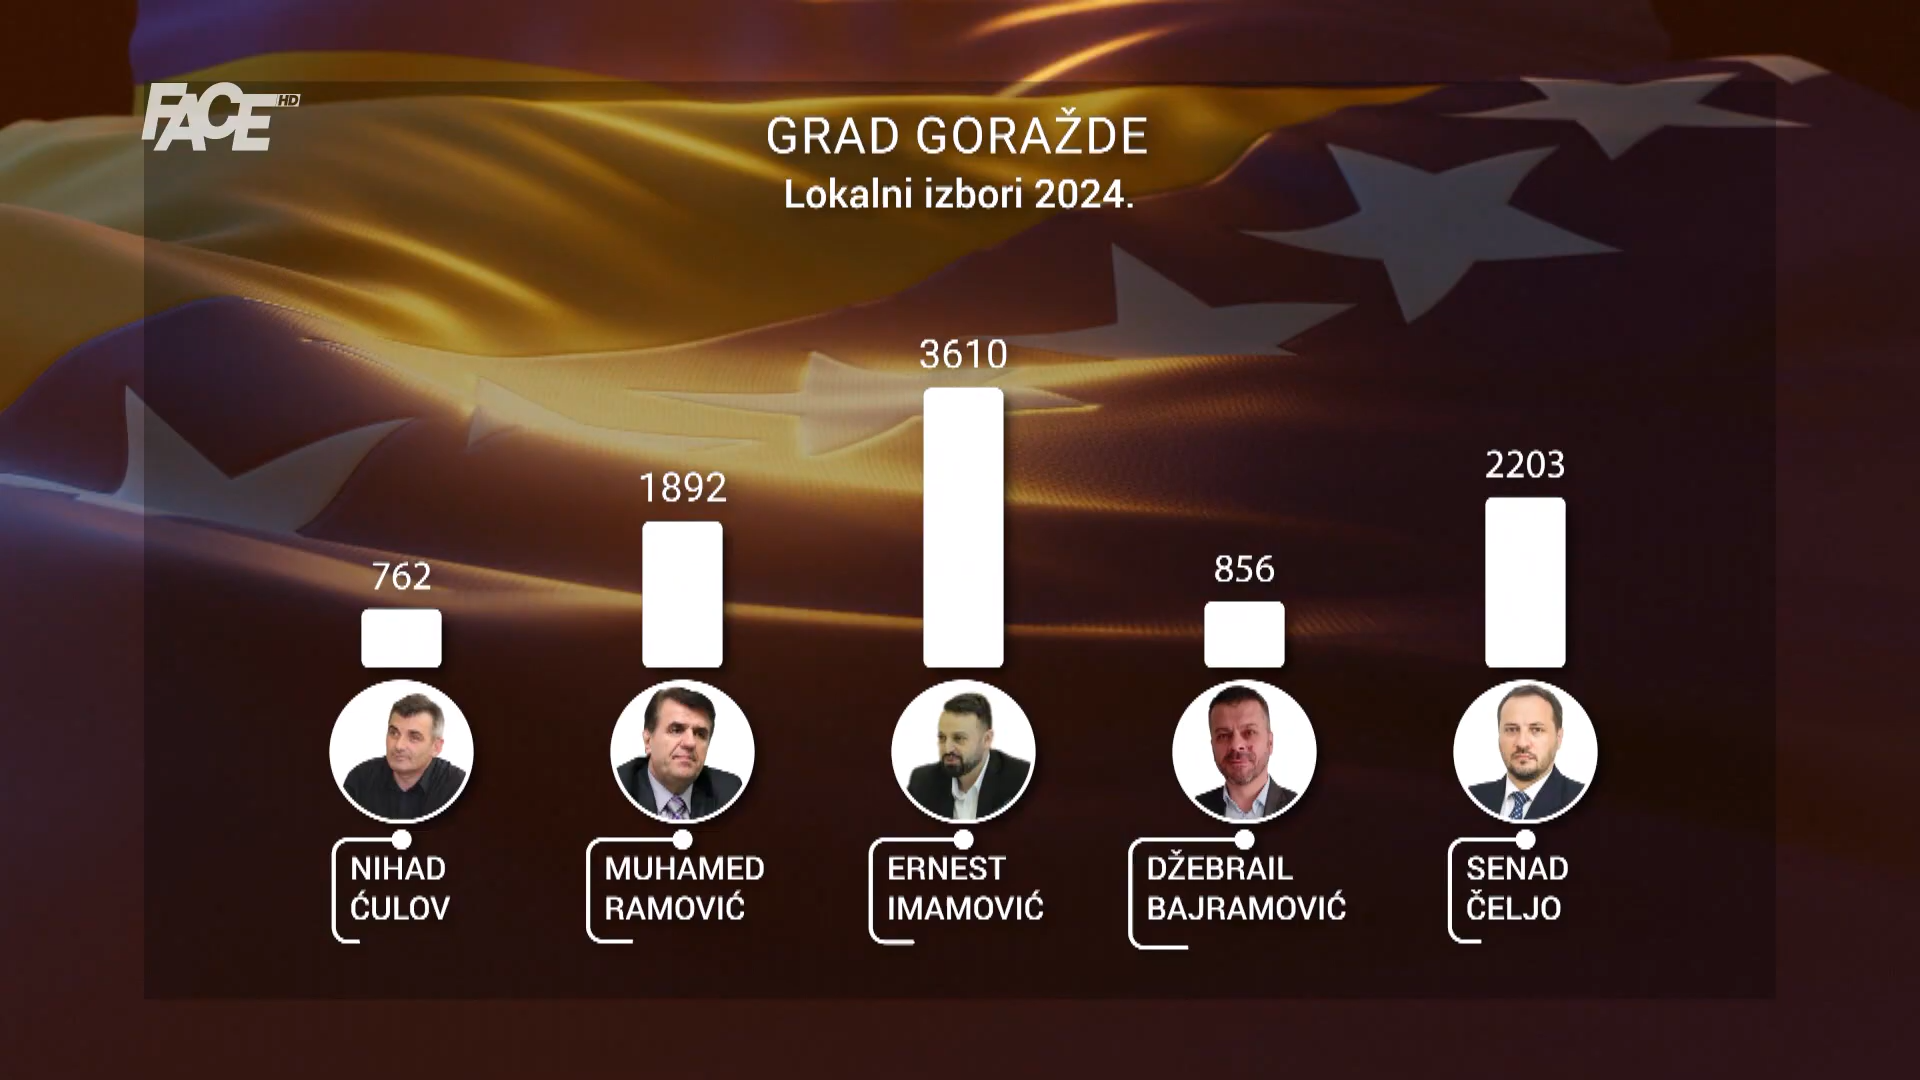 FACE HD
GRAD GORAŽDE
Lokalni izbori 2024.
762
1892
3610
856
2203
NIHAD
ĆULOV
MUHAMED
RAMOVIĆ
ERNEST
IMAMOVIĆ
DŽEBRAIL
BAJRAMOVIĆ
SENAD
ČELJO